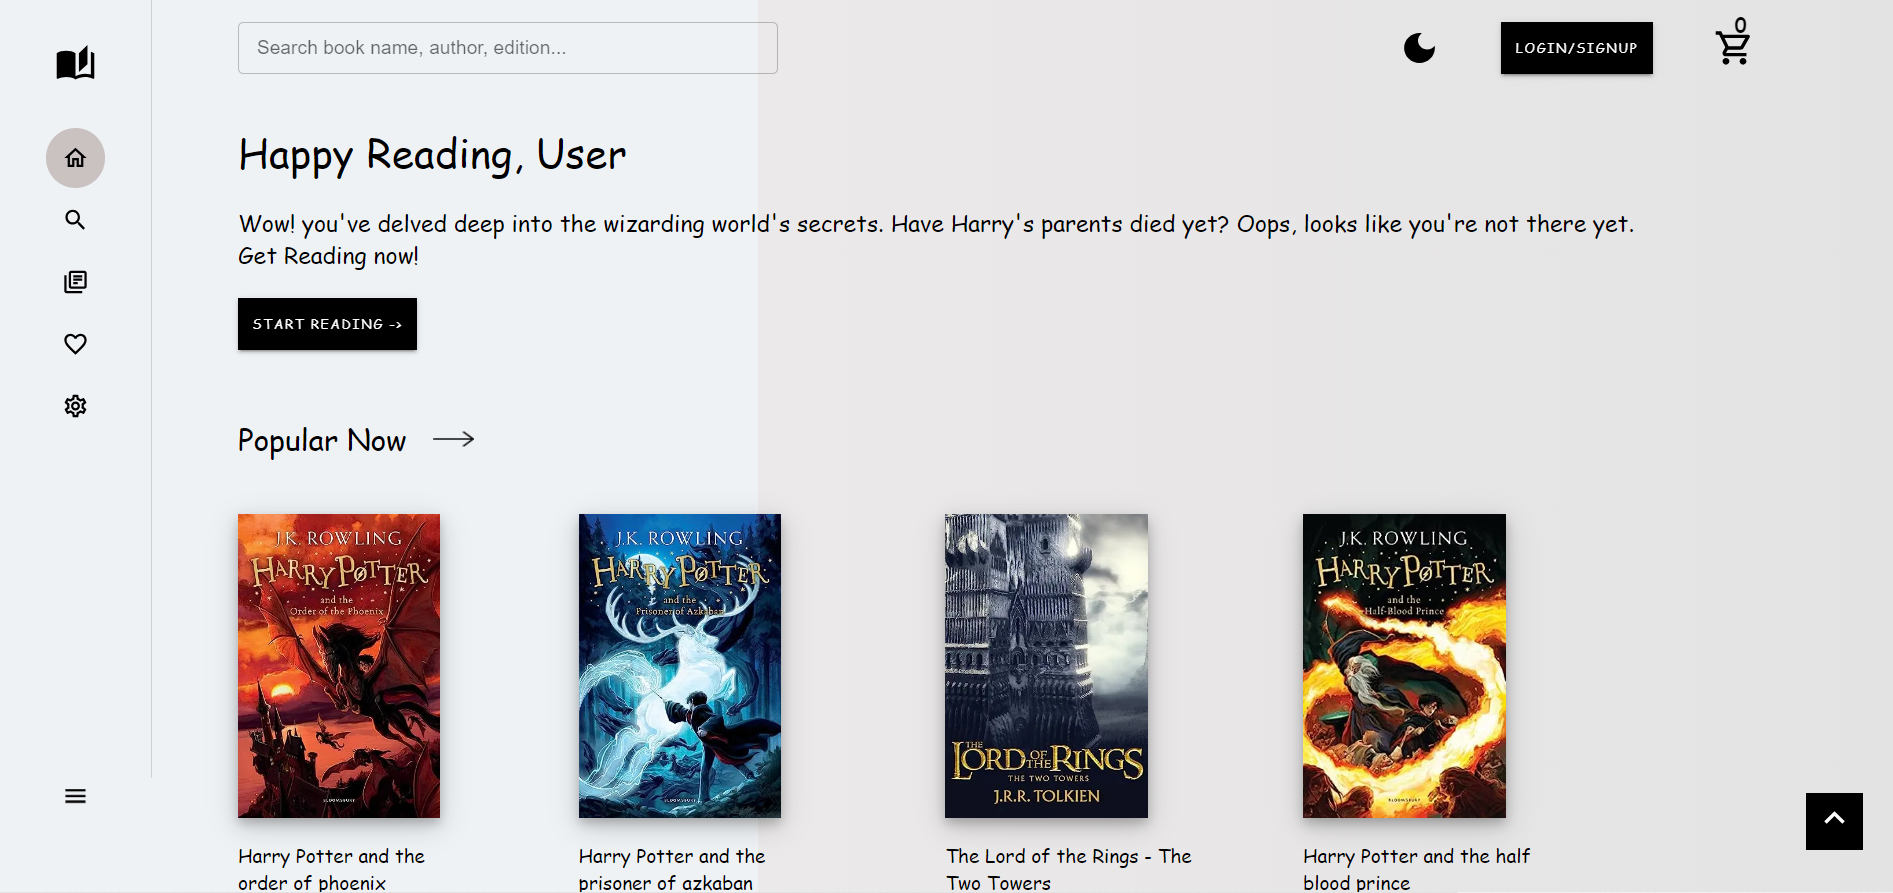 Search book name, author, edition...
LOGIN/SIGNUP
0
Happy Reading, User
Wow! you've delved deep into the wizarding world's secrets. Have Harry's parents died yet? Oops, looks like you're not there yet.
Get Reading now!
START READING ->
Popular Now
J.K. ROWLING
HARRY POTTER
and the
Order of the Phoenix
BLOOMSBURY
J.K. ROWLING
HARRY POTTER
and the
Prisoner of Azkaban
BLOOMSBURY
THE LORD OF THE RINGS
THE TWO TOWERS
J.R.R. TOLKIEN
J.K. ROWLING
HARRY POTTER
and the
Half-Blood Prince
BLOOMSBURY
Harry Potter and the
order of phoenix
Harry Potter and the
prisoner of azkaban
The Lord of the Rings - The
Two Towers
Harry Potter and the half
blood prince